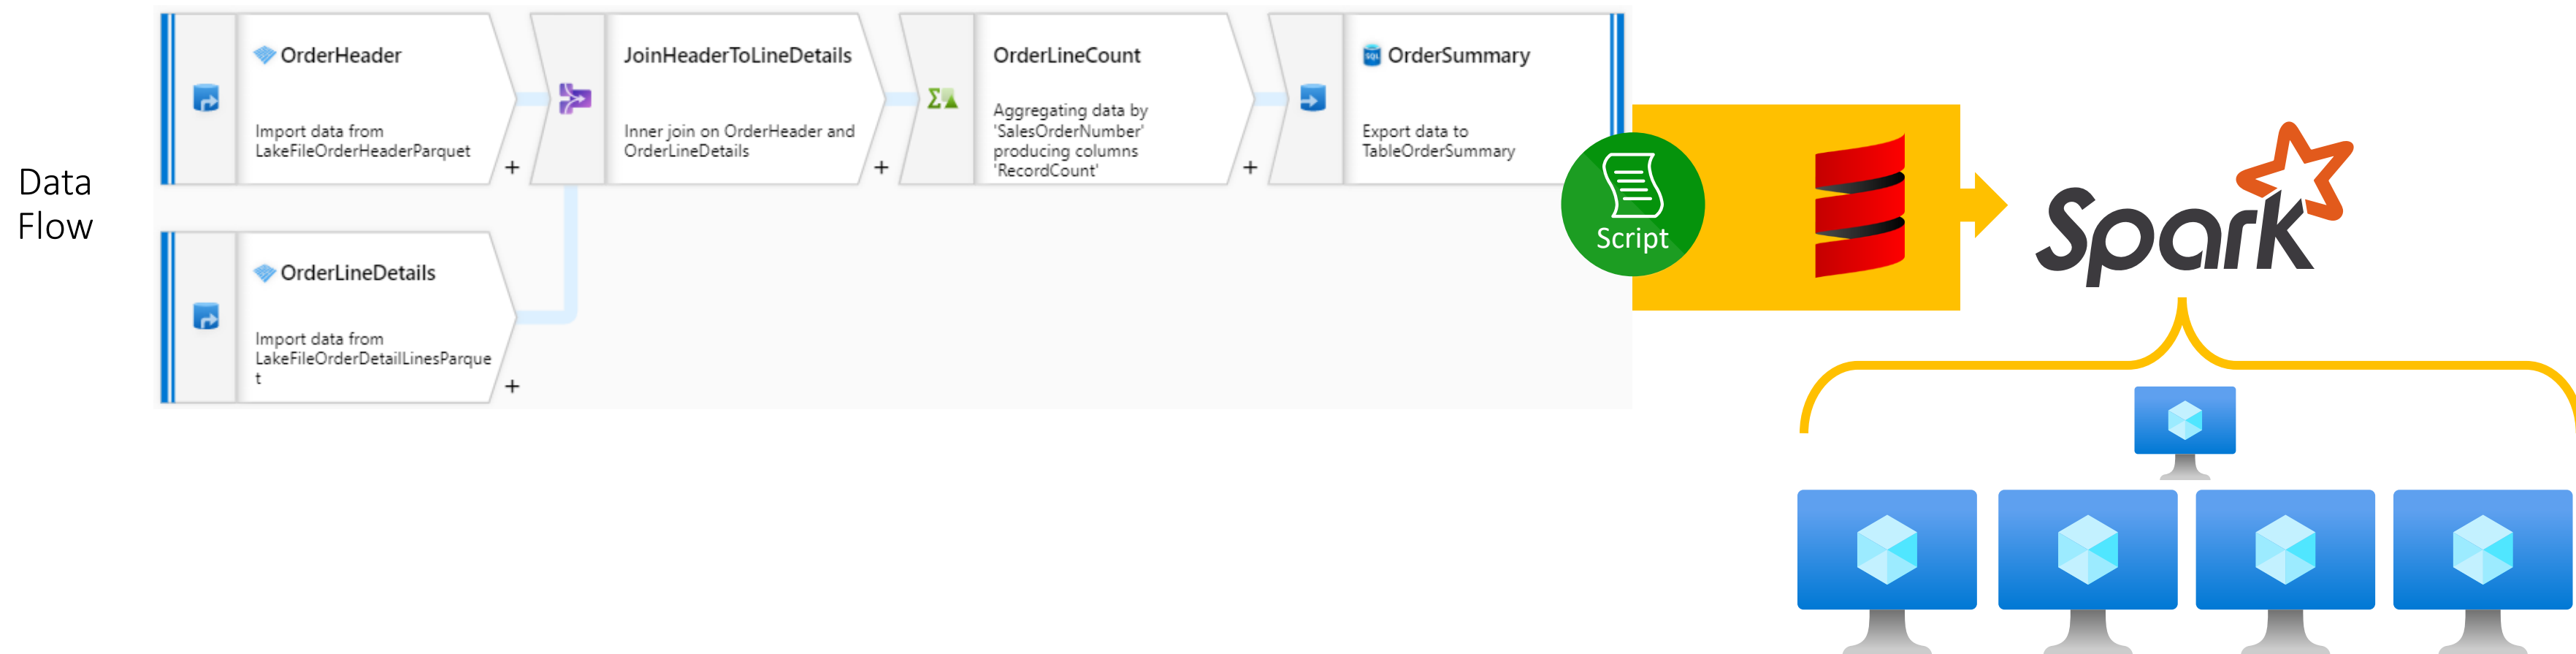 Data
Flow
OrderHeader
Import data from
LakeFileOrderHeaderParquet
+
JoinHeaderToLineDetails
Inner join on OrderHeader and
OrderLineDetails
+
OrderLineCount
Aggregating data by
'SalesOrderNumber'
producing columns
'RecordCount'
+
SQL
OrderSummary
Export data to
TableOrderSummary
OrderLineDetails
Import data from
LakeFileOrderDetailLinesParque
t
+
Script
Spark